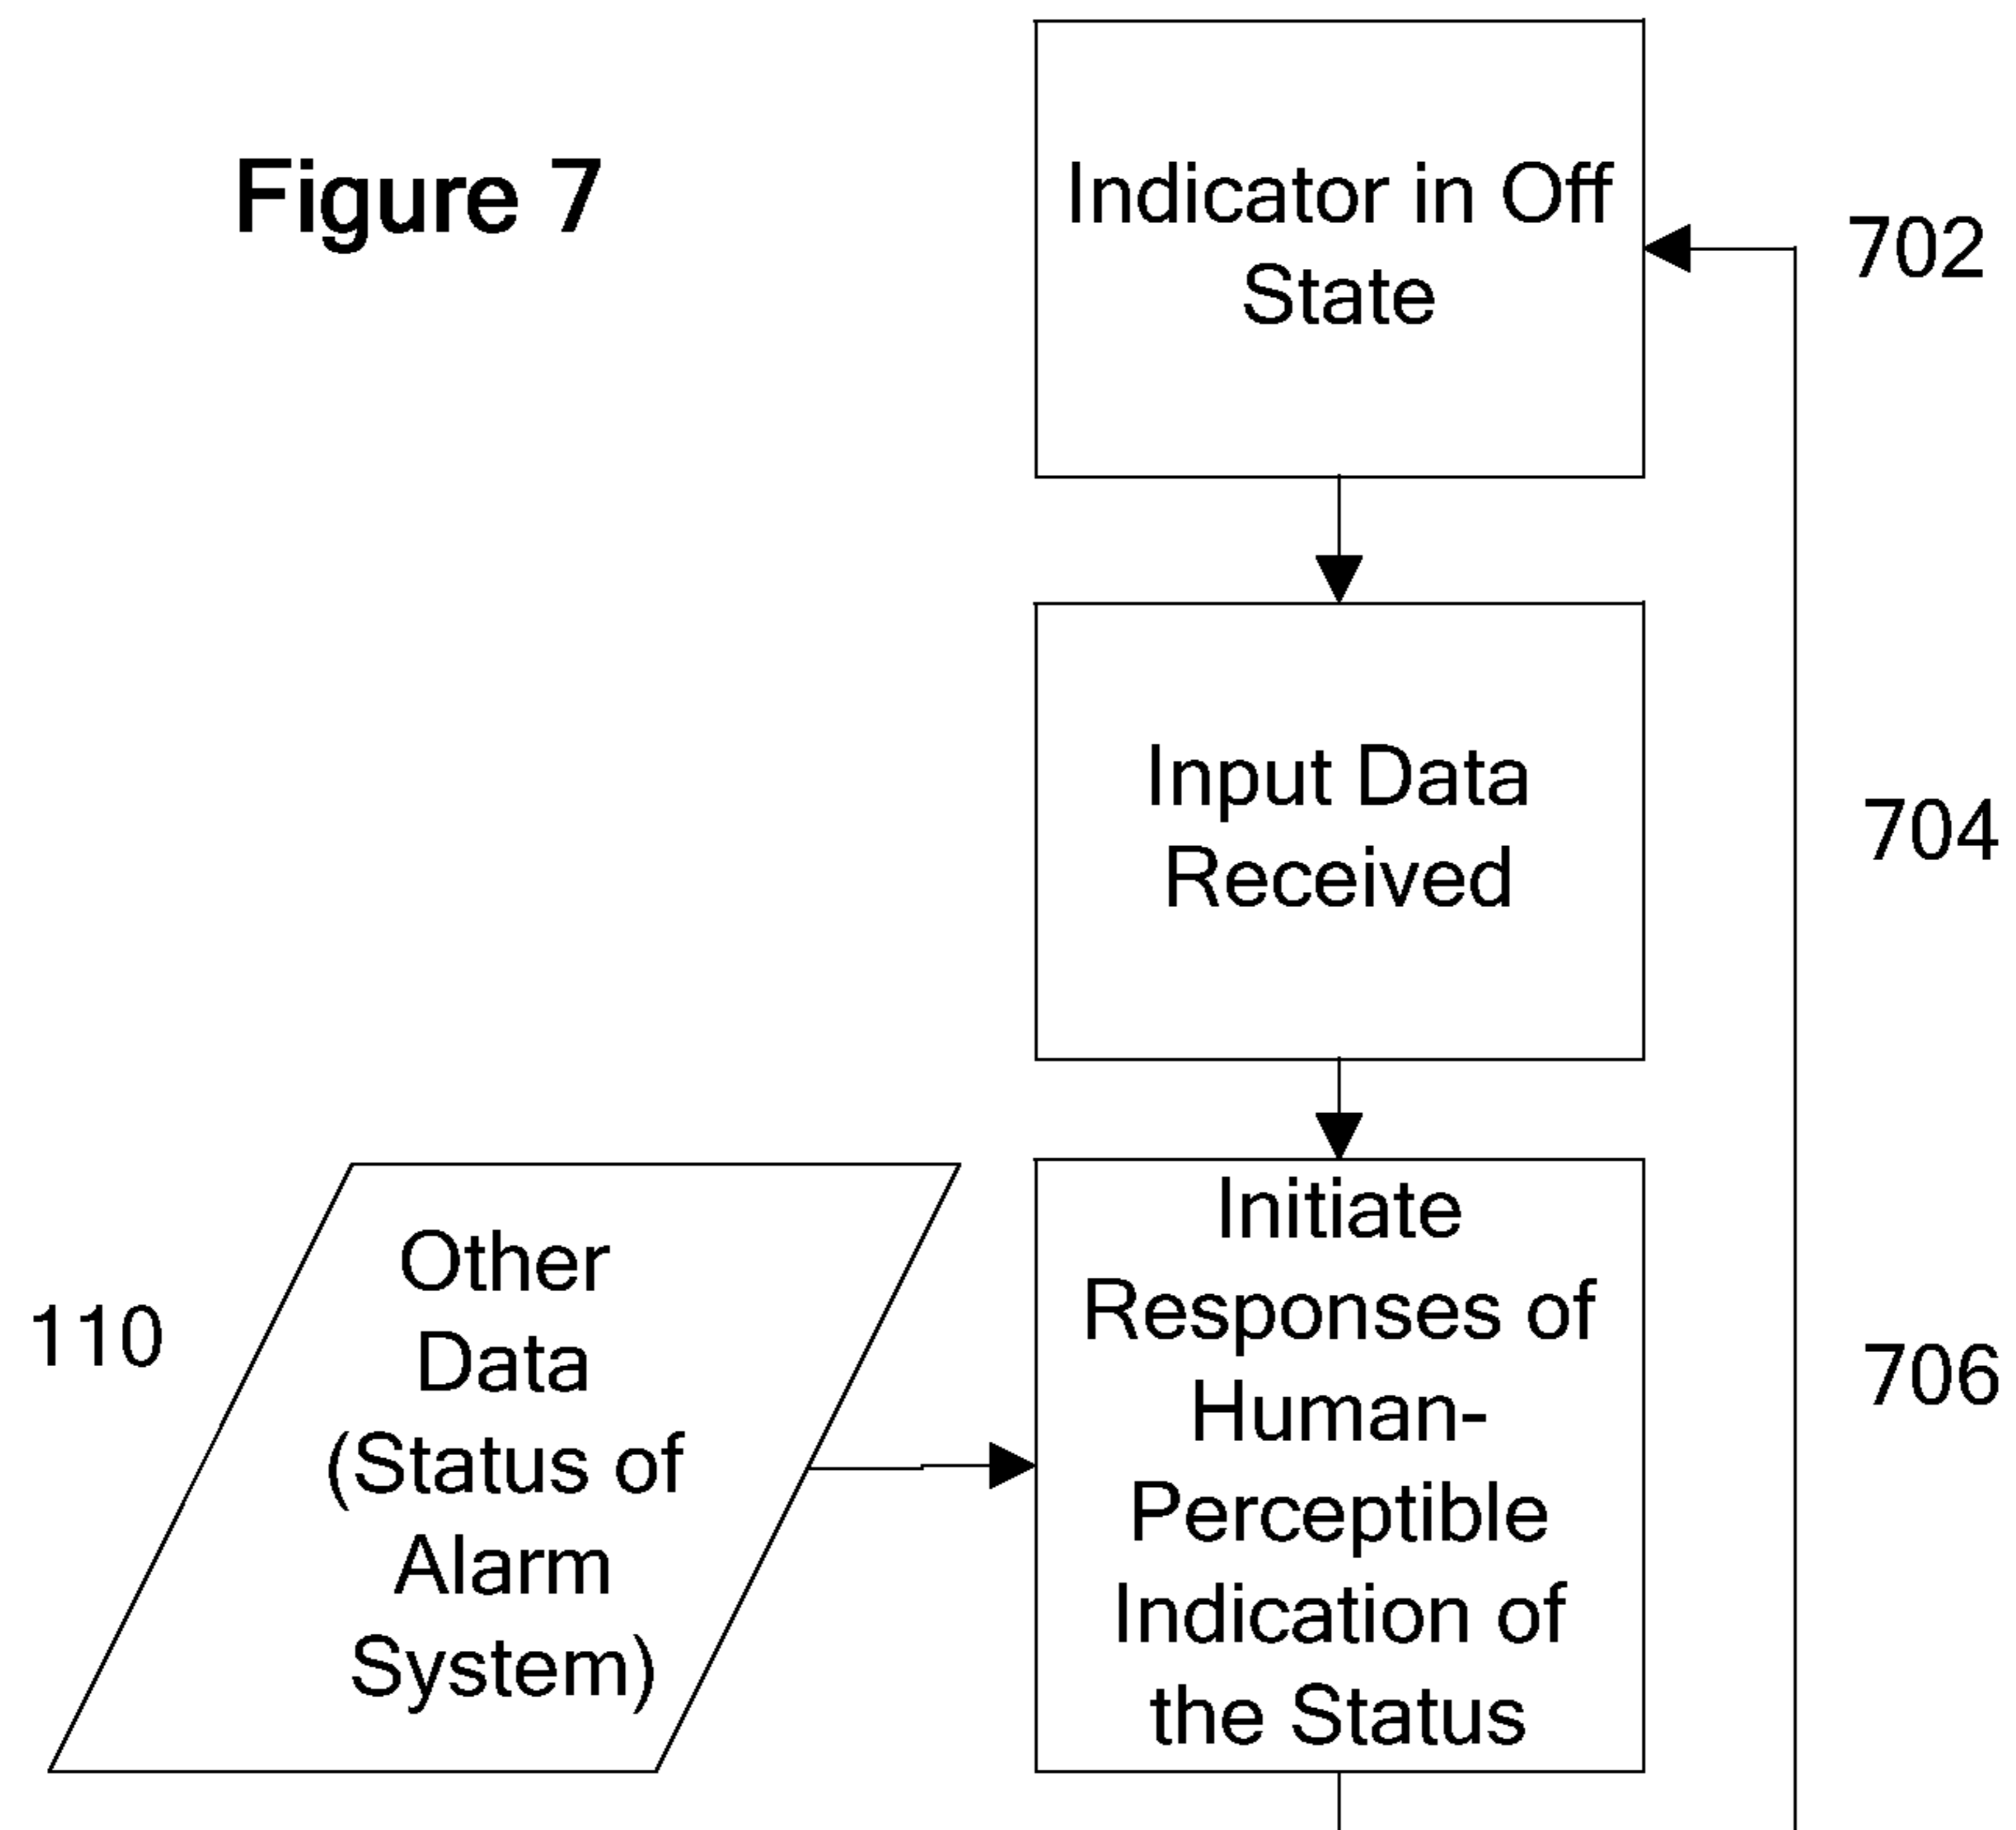 Figure 7
Indicator in Off
State
702
Input Data
Received
704
Other
Data
(Status of
Alarm
System)
110
Initiate
Responses of
Human-
Perceptible
Indication of
the Status
706